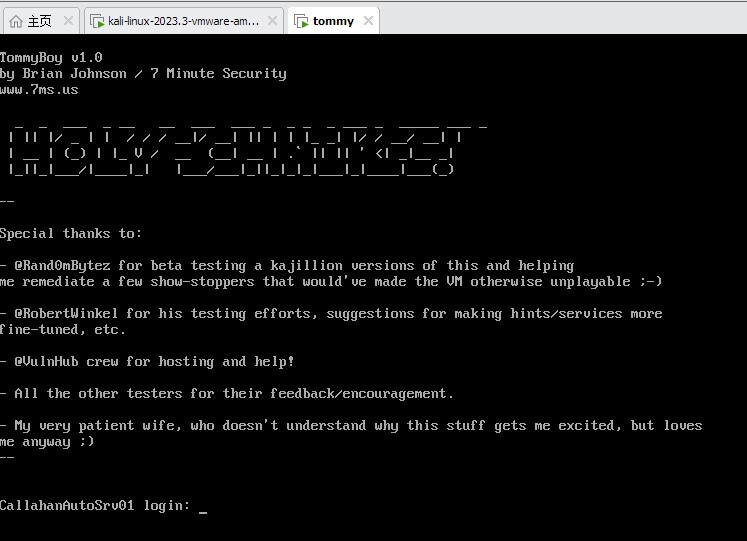 主页
kali-linux-2023.3-vmware-am...
tommy
TommyBoy v1.0
by Brian Johnson / 7 Minute Security
www.7ms.us
HOLY SCHNIKES!
--
Special thanks to:
- @Rand0mBytez for beta testing a kajillion versions of this and helping
me remediate a few show-stoppers that would've made the VM otherwise unplayable ;-)
- @RobertWinkel for his testing efforts, suggestions for making hints/services more
fine-tuned, etc.
- @VulnHub crew for hosting and help!
- All the other testers for their feedback/encouragement.
- My very patient wife, who doesn't understand why this stuff gets me excited, but loves
me anyway ;)
--
CallahanAutoSrv01 login: _